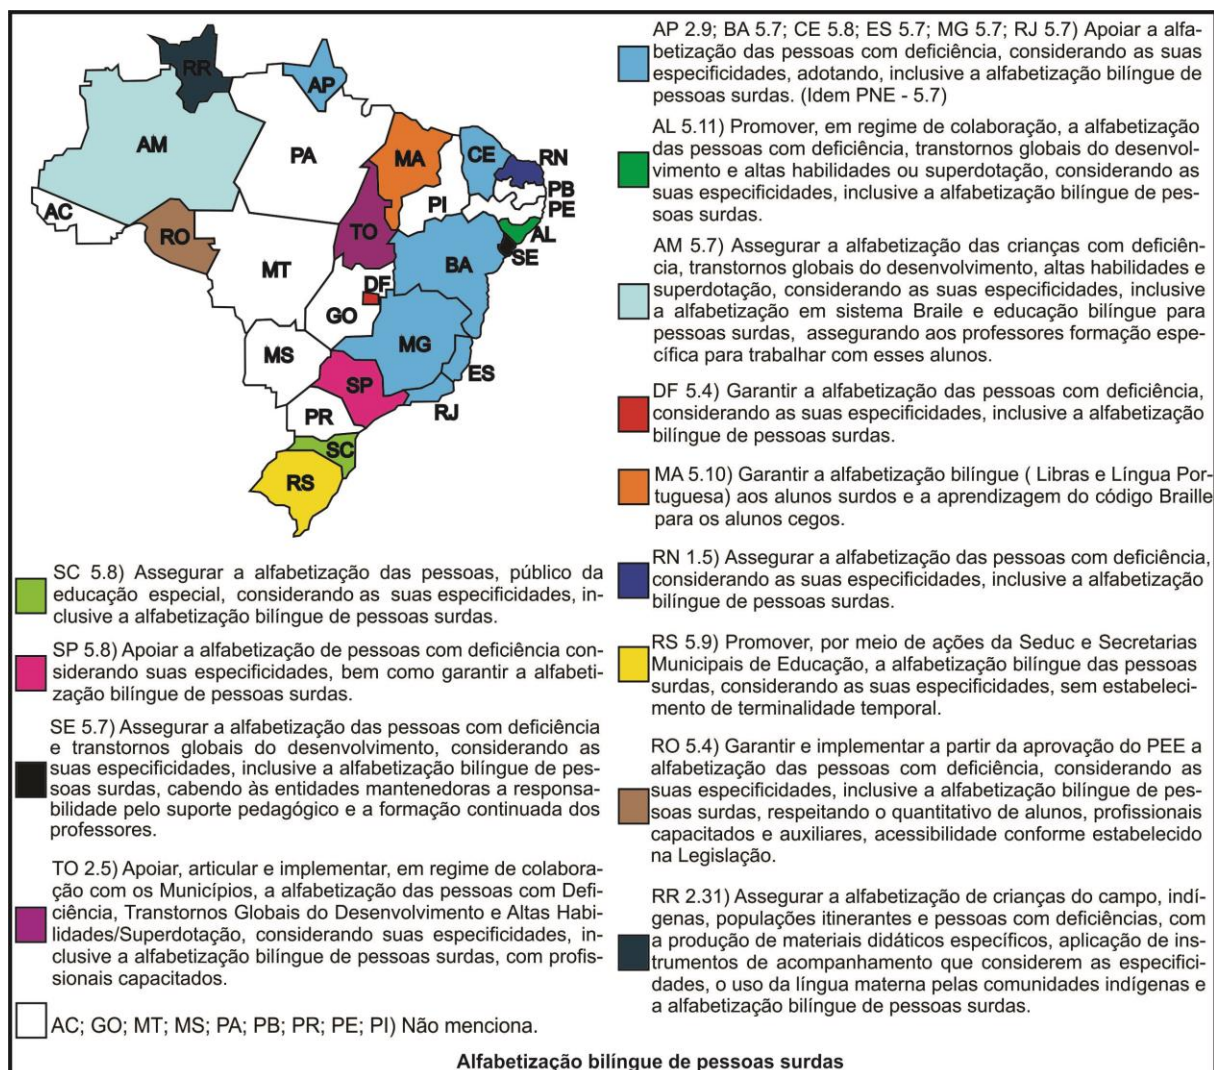 RR
AP
AM
PA
MA
CE
RN
PB
PE
PI
AC
RO
TO
AL
SE
MT
BA
DF
GO
MG
MS
ES
SP
RJ
PR
SC
RS
AP 2.9; BA 5.7; CE 5.8; ES 5.7; MG 5.7; RJ 5.7) Apoiar a alfa-
betização das pessoas com deficiência, considerando as suas
especificidades, adotando, inclusive a alfabetização bilíngue de
pessoas surdas. (Idem PNE - 5.7)
AL 5.11) Promover, em regime de colaboração, a alfabetização
das pessoas com deficiência, transtornos globais do desenvol-
vimento e altas habilidades ou superdotação, considerando as
suas especificidades, inclusive a alfabetização bilíngue de pes-
soas surdas.
AM 5.7) Assegurar a alfabetização das crianças com deficiên-
cia, transtornos globais do desenvolvimento, altas habilidades e
superdotação, considerando as suas especificidades, inclusive
a alfabetização em sistema Braile e educação bilíngue para
pessoas surdas, assegurando aos professores formação espe-
cífica para trabalhar com esses alunos.
DF 5.4) Garantir a alfabetização das pessoas com deficiência,
considerando as suas especificidades, inclusive a alfabetização
bilíngue de pessoas surdas.
MA 5.10) Garantir a alfabetização bilíngue ( Libras e Língua Por-
tuguesa) aos alunos surdos e a aprendizagem do código Braille
para os alunos cegos.
RN 1.5) Assegurar a alfabetização das pessoas com deficiência,
considerando as suas especificidades, inclusive a alfabetização
bilíngue de pessoas surdas.
RS 5.9) Promover, por meio de ações da Seduc e Secretarias
Municipais de Educação, a alfabetização bilíngue das pessoas
surdas, considerando as suas especificidades, sem estabeleci-
mento de terminalidade temporal.
RO 5.4) Garantir e implementar a partir da aprovação do PEE a
alfabetização das pessoas com deficiência, considerando as
suas especificidades, inclusive a alfabetização bilíngue de pes-
soas surdas, respeitando o quantitativo de alunos, profissionais
capacitados e auxiliares, acessibilidade conforme estabelecido
na Legislação.
RR 2.31) Assegurar a alfabetização de crianças do campo, indí-
genas, populações itinerantes e pessoas com deficiências, com
a produção de materiais didáticos específicos, aplicação de ins-
trumentos de acompanhamento que considerem as especifici-
dades, o uso da língua materna pelas comunidades indígenas e
a alfabetização bilíngue de pessoas surdas.
SC 5.8) Assegurar a alfabetização das pessoas, público da
educação especial, considerando as suas especificidades, in-
clusive a alfabetização bilíngue de pessoas surdas.
SP 5.8) Apoiar a alfabetização de pessoas com deficiência con-
siderando suas especificidades, bem como garantir a alfabeti-
zação bilíngue de pessoas surdas.
SE 5.7) Assegurar a alfabetização das pessoas com deficiência
e transtornos globais do desenvolvimento, considerando as
suas especificidades, inclusive a alfabetização bilíngue de pes-
soas surdas, cabendo às entidades mantenedoras a responsa-
bilidade pelo suporte pedagógico e a formação continuada dos
professores.
TO 2.5) Apoiar, articular e implementar, em regime de colabora-
ção com os Municípios, a alfabetização das pessoas com Defi-
ciência, Transtornos Globais do Desenvolvimento e Altas Habi-
lidades/Superdotação, considerando suas especificidades, in-
clusive a alfabetização bilíngue de pessoas surdas, com profis-
sionais capacitados.
AC; GO; MT; MS; PA; PB; PR; PE; PI) Não menciona.
Alfabetização bilíngue de pessoas surdas